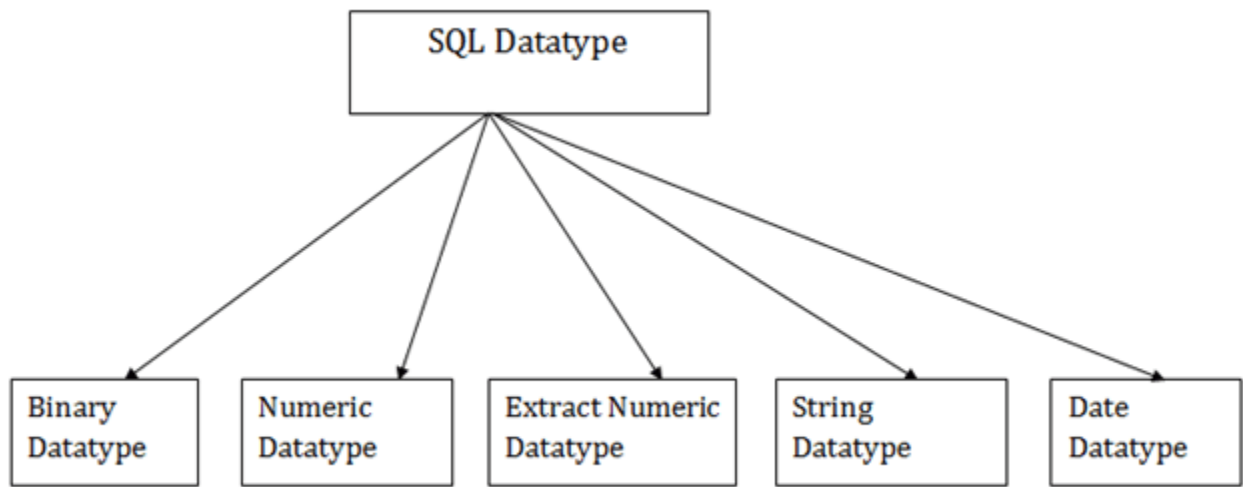 SQL Datatype
Binary
Datatype
Numeric
Datatype
Extract Numeric
Datatype
String
Datatype
Date
Datatype